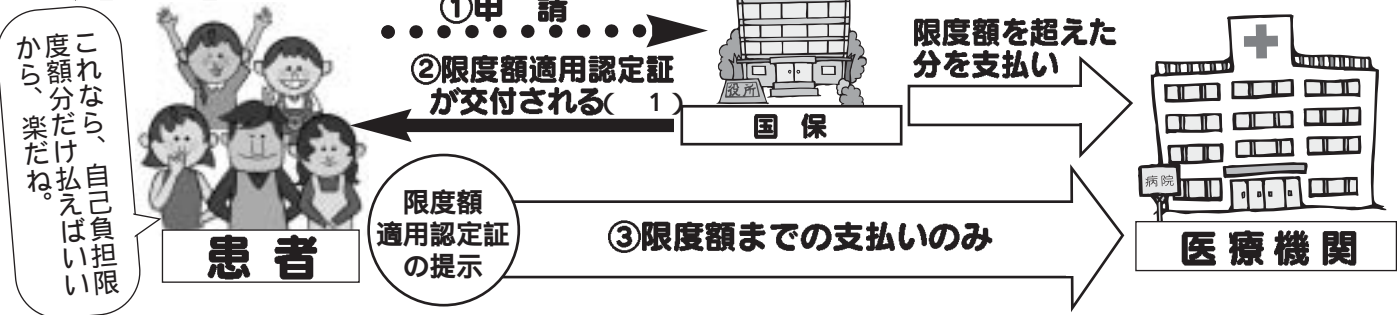 これなら、自己負担限
度額分だけ払えばいい
から、楽だね。
①申 請
②限度額適用認定証
が交付される( 1)
役所
国 保
限度額を超えた
分を支払い
患 者
限度額
適用認定証
の提示
③限度額までの支払いのみ
病院
医療機関